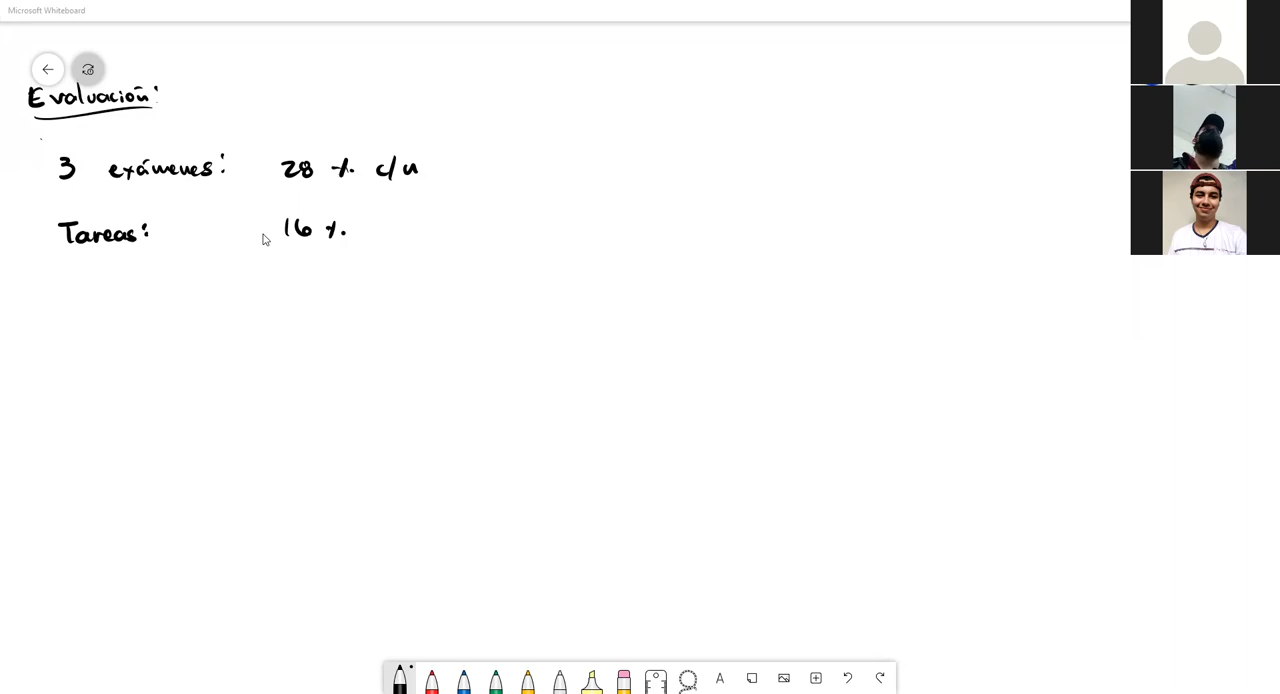 Microsoft Whiteboard
Evaluación:
3 exámenes: 28 % c/u
Tareas: 16 %
A